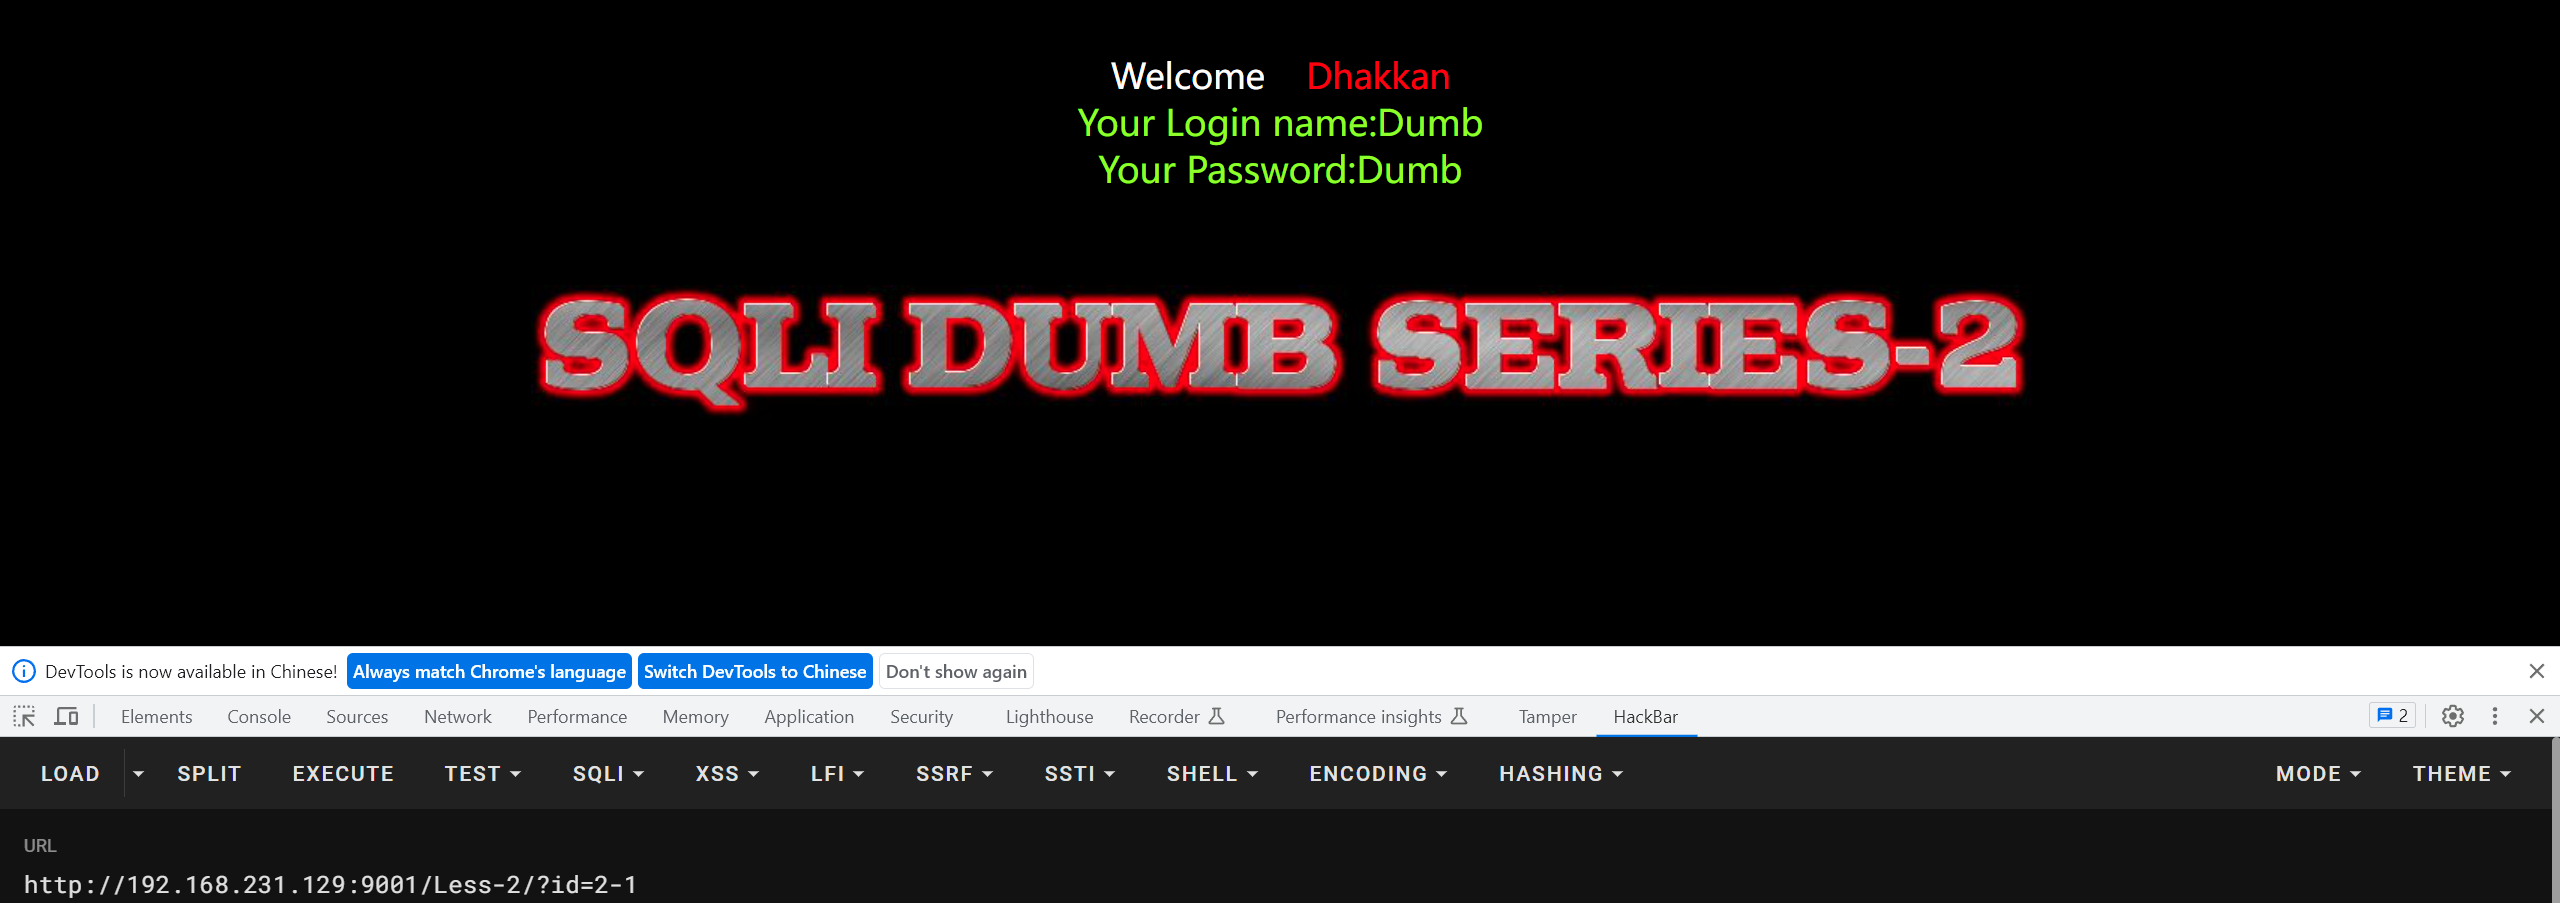 Welcome Dhakkan
Your Login name:Dumb
Your Password:Dumb
SQLI DUMB SERIES-2
DevTools is now available in Chinese! Always match Chrome's language Switch DevTools to Chinese Don't show again
Elements Console Sources Network Performance Memory Application Security Lighthouse Recorder Performance insights Tamper HackBar 2
LOAD SPLIT EXECUTE TEST SQLI XSS LFI SSRF SSTI SHELL ENCODING HASHING MODE THEME
URL
http://192.168.231.129:9001/Less-2/?id=2-1